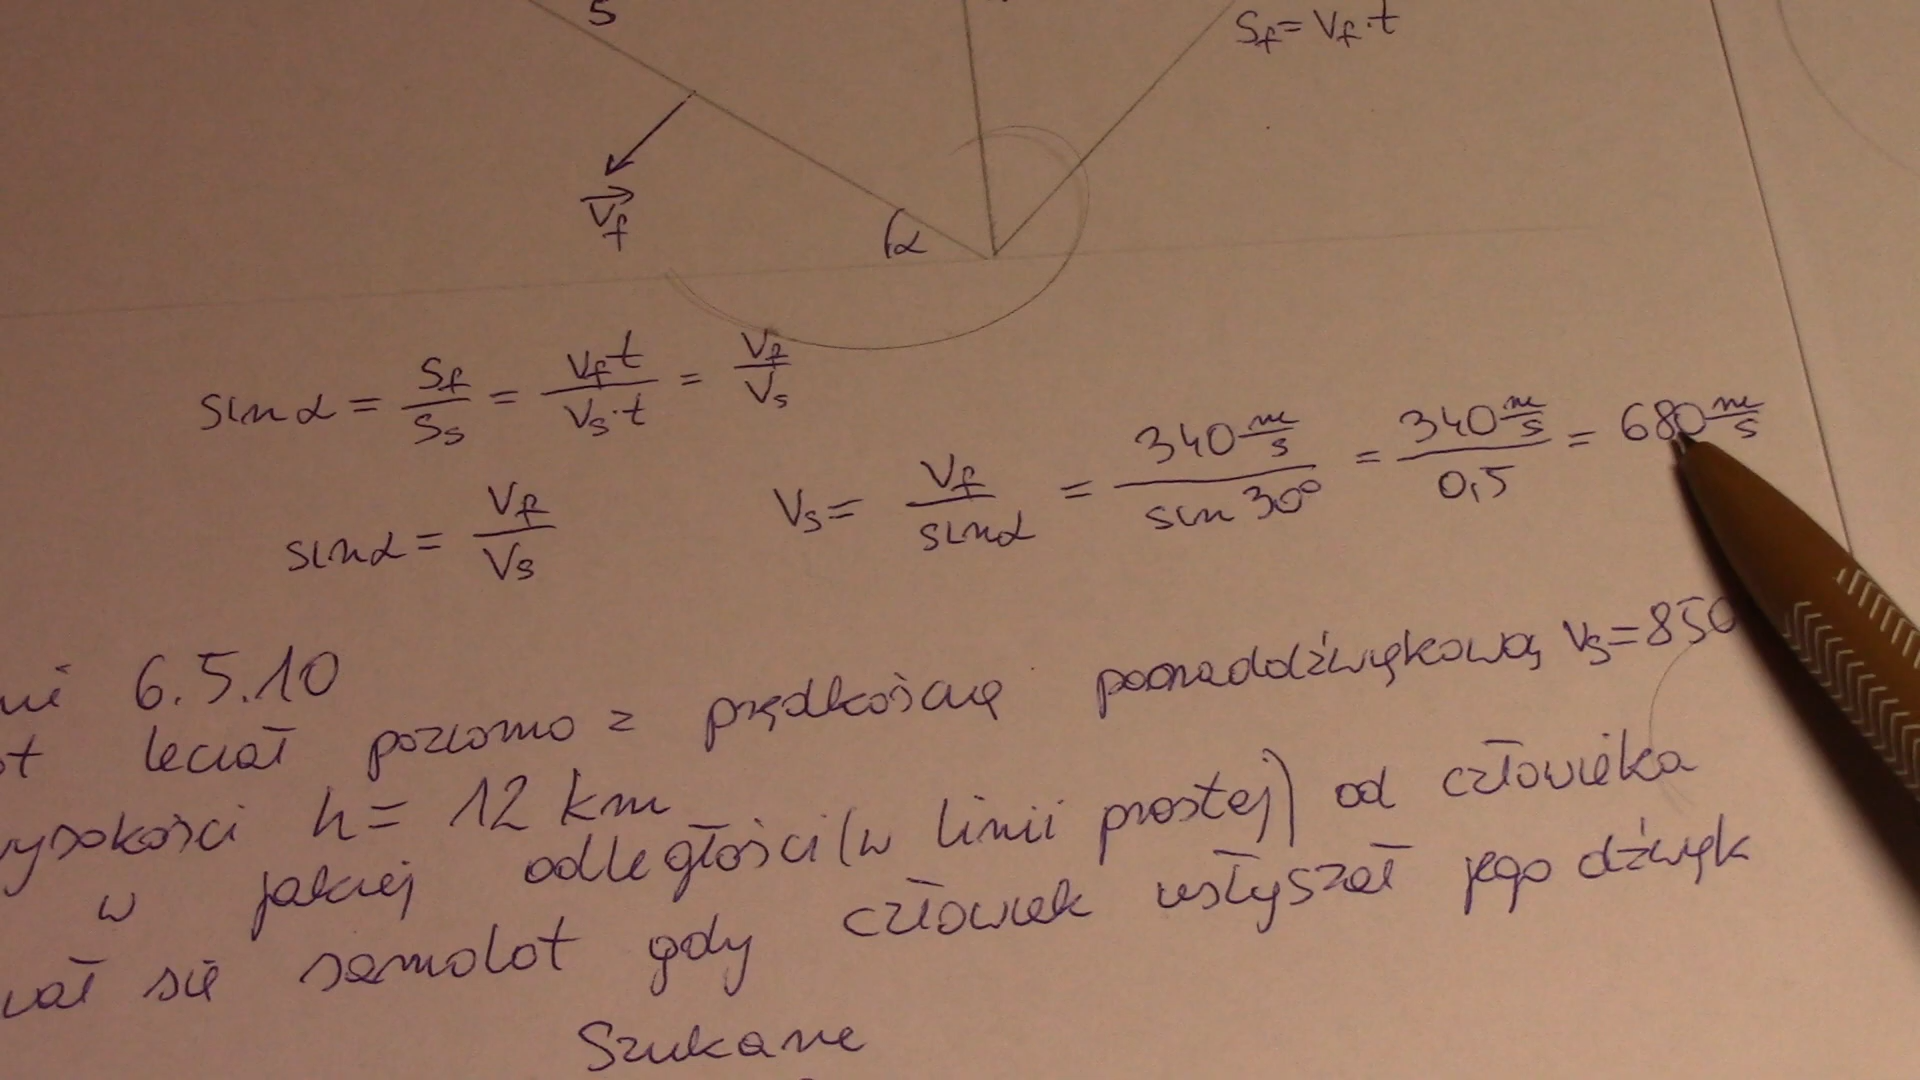 S
S_f = V_f · t
V_f
α
sin α = S_f/S_s = V_f t/V_s · t = V_f/V_s
sin α = V_f/V_s
V_s = V_f/sin α = 340 m/s/sin 30° = 340 m/s/0,5 = 680 m/s
6.5.10
leciał poziomo z prędkością ponaddźwiękową V_s = 850
h = 12 km
w jakiej odległości (w linii prostej) od człowieka
się samolot gdy człowiek usłyszał jego dźwięk
Szukane